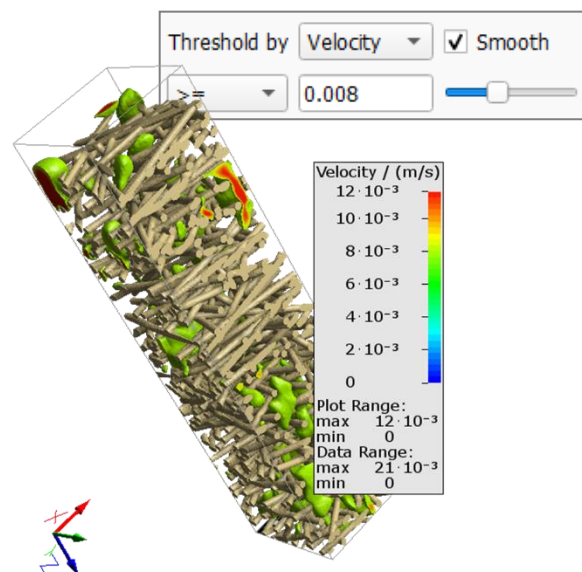 Threshold by Velocity Smooth
>= 0.008
Velocity / (m/s)
12·10⁻³
10·10⁻³
8·10⁻³
6·10⁻³
4·10⁻³
2·10⁻³
0
Plot Range:
max 12·10⁻³
min 0
Data Range:
max 21·10⁻³
min 0
X
Y
Z